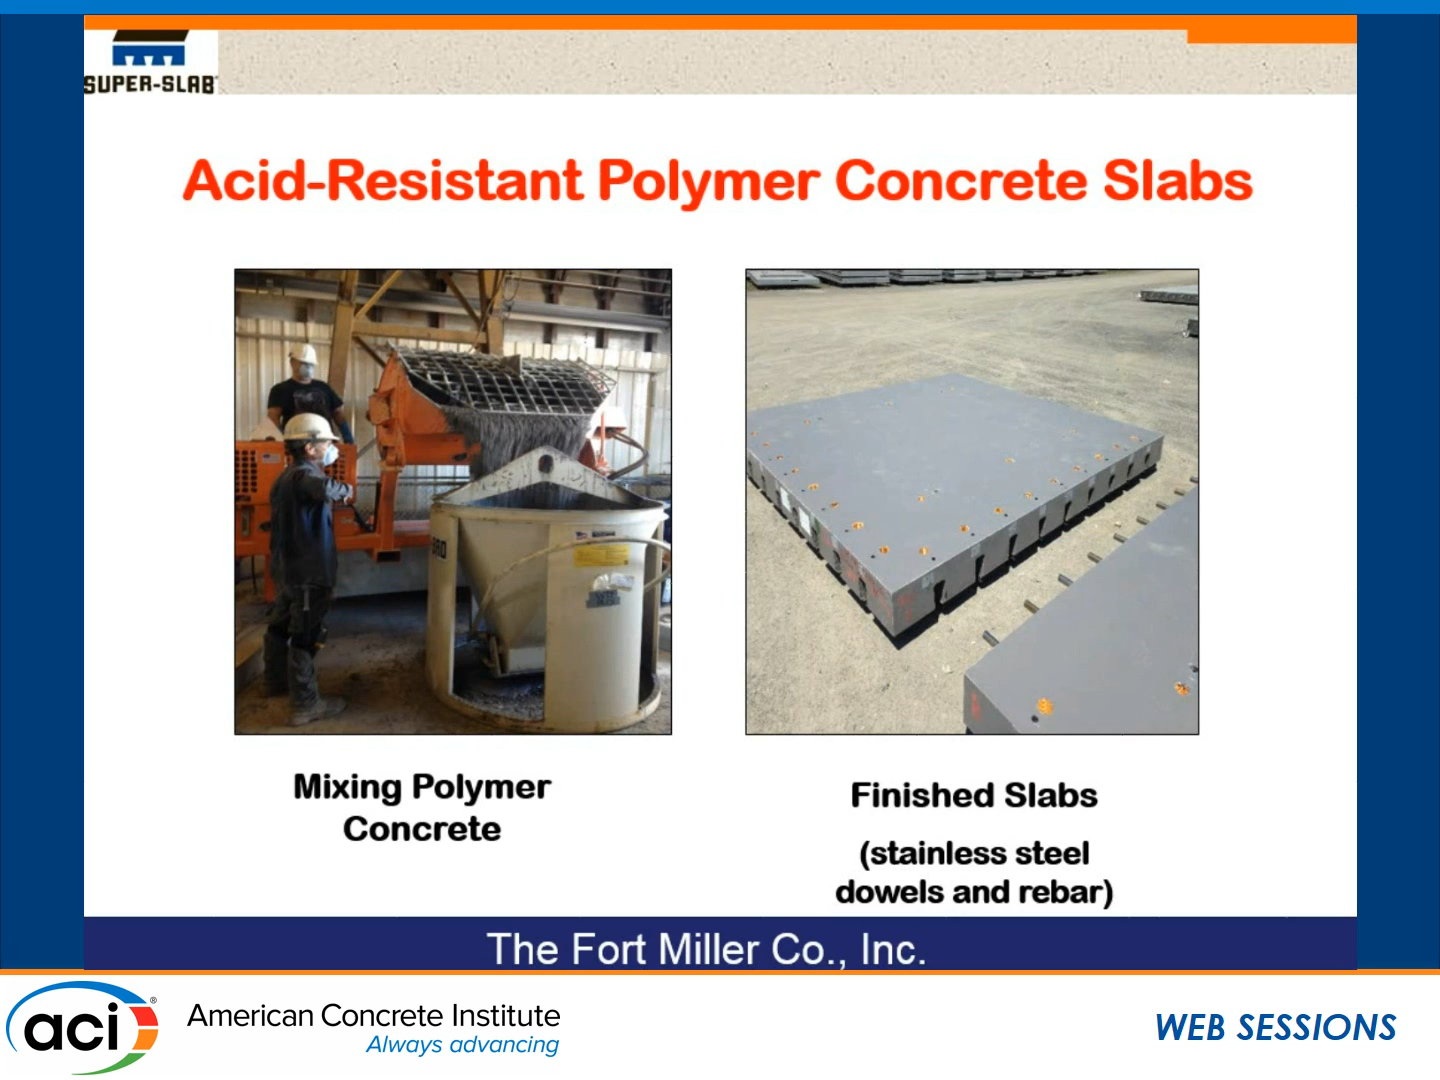 SUPER-SLAB
Acid-Resistant Polymer Concrete Slabs
Mixing Polymer
Concrete
Finished Slabs
(stainless steel
dowels and rebar)
The Fort Miller Co., Inc.
aci®
American Concrete Institute
Always advancing
WEB SESSIONS